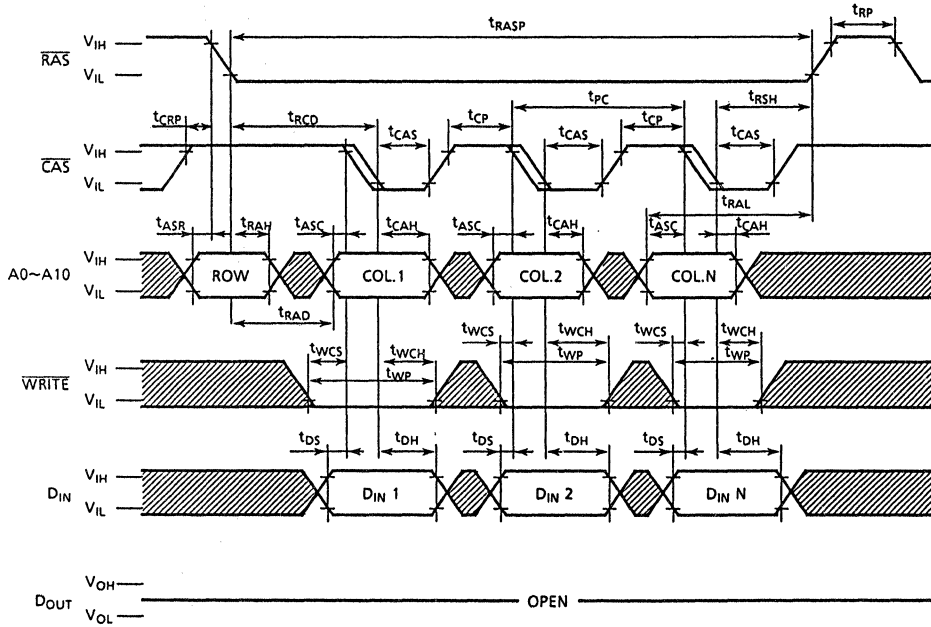 tRASP
tRP
RAS
VIH
VIL
tPC
tRSH
tCRP
tRCD
tCP
tCP
tCAS
tCAS
tCAS
CAS
VIH
VIL
tRAL
tASR
tRAH
tASC
tCAH
tASC
tCAH
tASC
tCAH
A0~A10
VIH
VIL
ROW
COL.1
COL.2
COL.N
tRAD
tWCS
tWCH
tWCS
tWCH
tWCS
tWCH
tWP
tWP
tWP
WRITE
VIH
VIL
tDS
tDH
tDS
tDH
tDS
tDH
DIN
VIH
VIL
DIN 1
DIN 2
DIN N
DOUT
VOH
VOL
OPEN